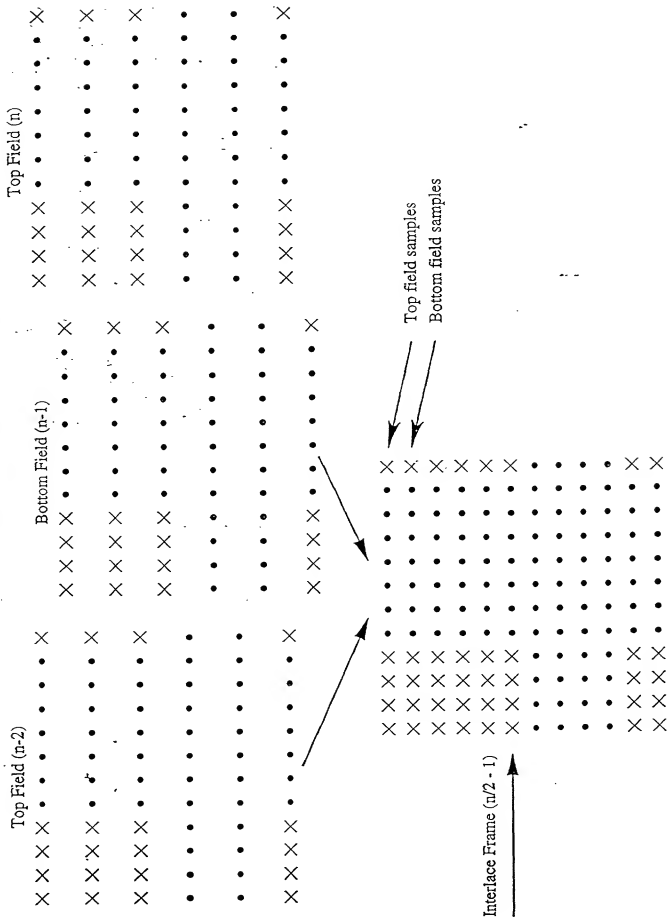 Top Field (n-2)
Bottom Field (n-1)
Top Field (n)
Interlace Frame (n/2 - 1)
Top field samples
Bottom field samples